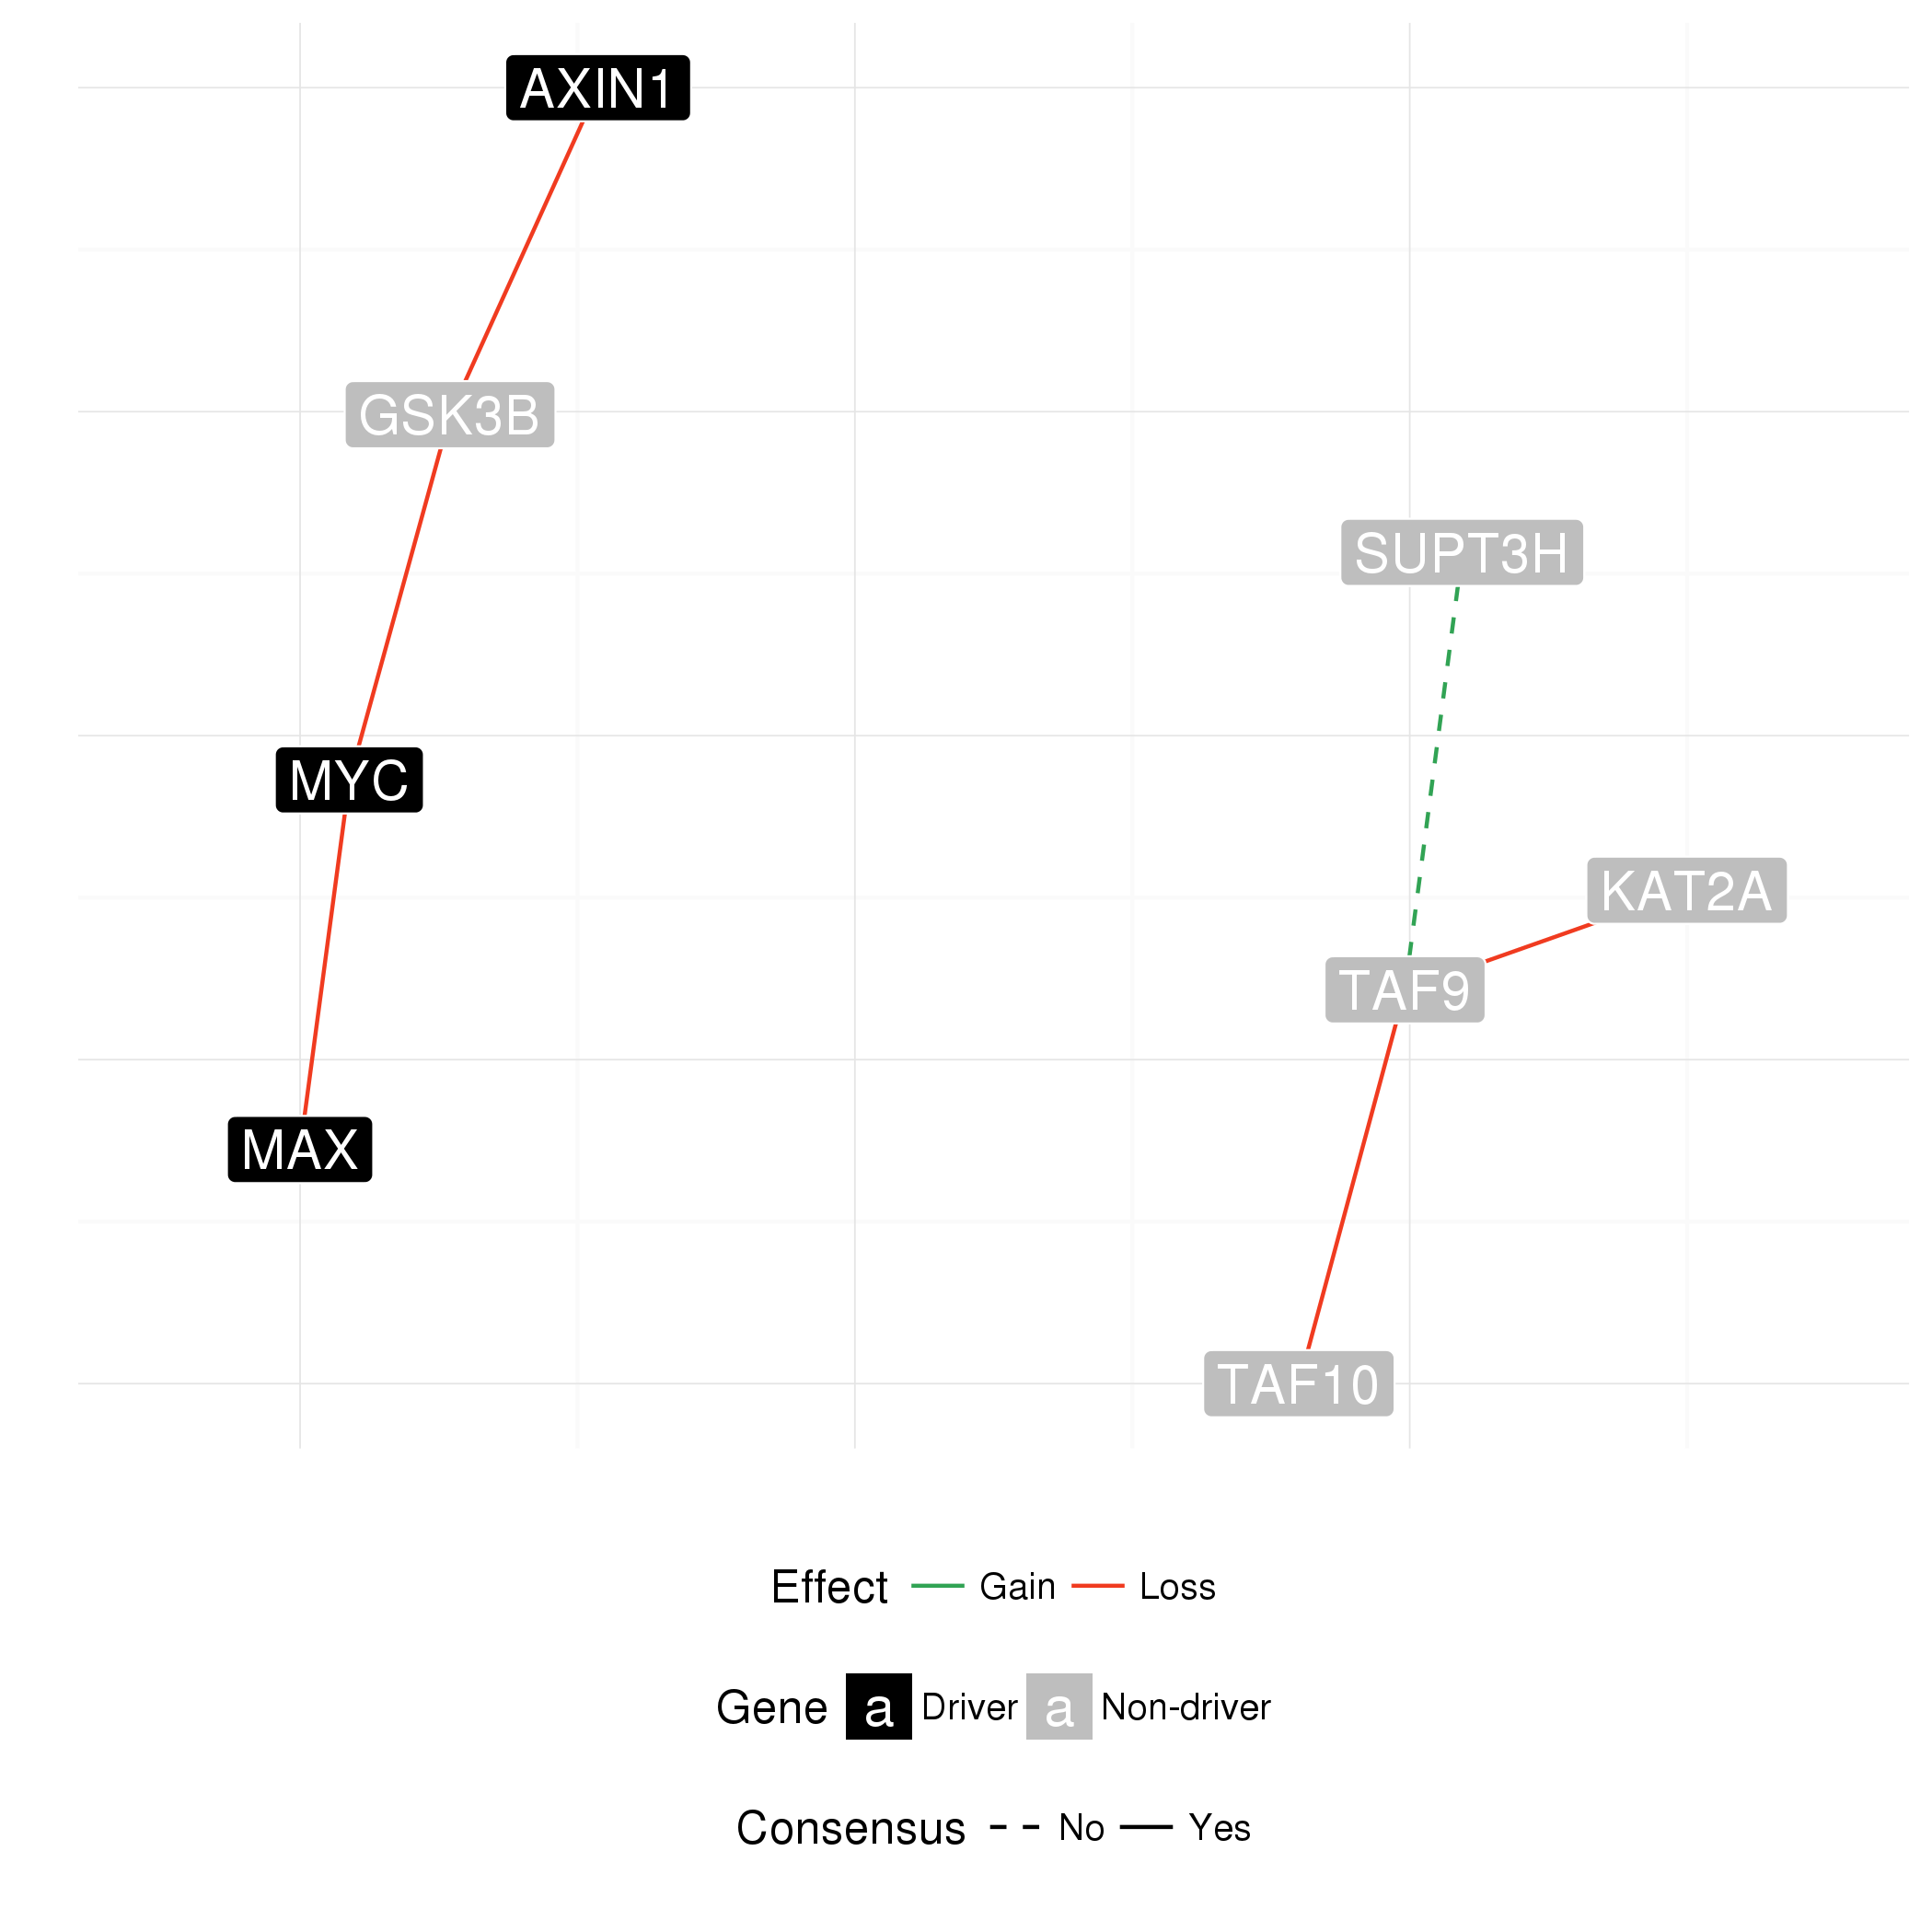 AXIN1
GSK3B
SUPT3H
MYC
KAT2A
TAF9
MAX
TAF10
Effect Gain Loss
Gene a Driver a Non-driver
Consensus No Yes